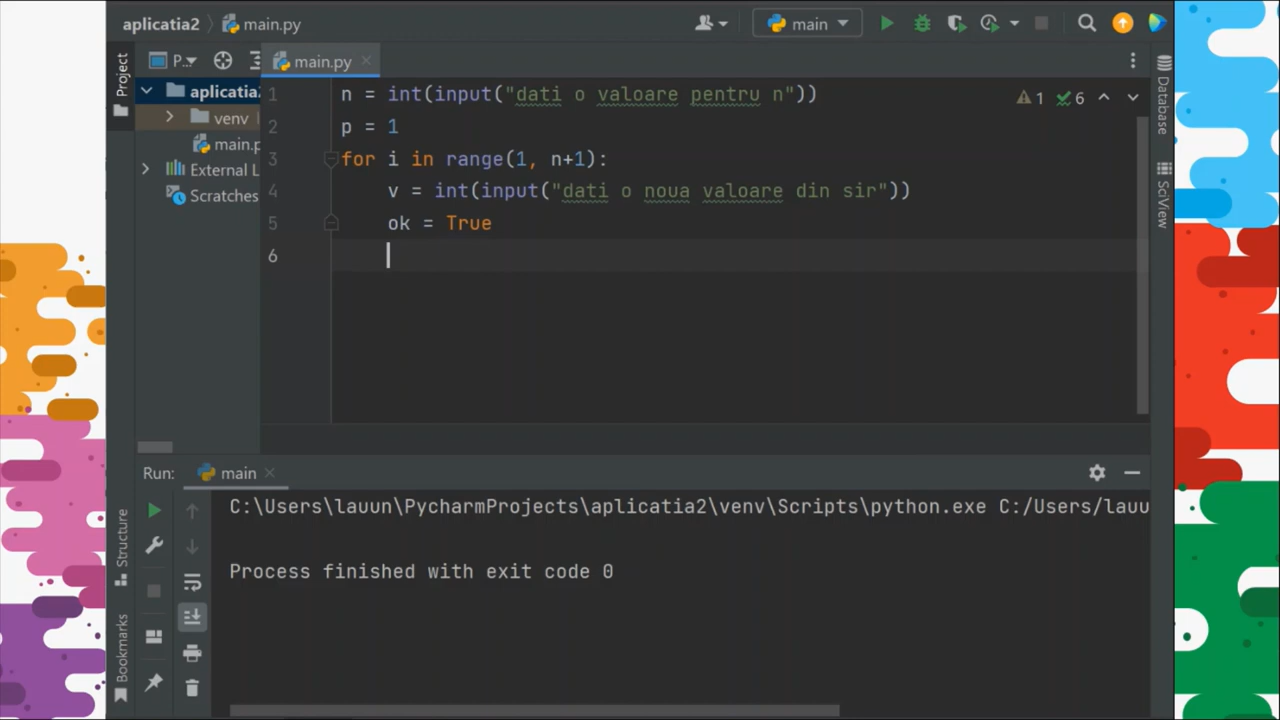 aplicatia2 main.py
main
Project
P...
main.py
aplicatia2
venv
main.p
External L
Scratches
1 n = int(input("dati o valoare pentru n"))
2 p = 1
3 for i in range(1, n+1):
4 v = int(input("dati o noua valoare din sir"))
5 ok = True
6
1 6
Database
SciView
Run: main
C:\Users\lauun\PycharmProjects\aplicatia2\venv\Scripts\python.exe C:/Users/lauu
Process finished with exit code 0
Structure
Bookmarks